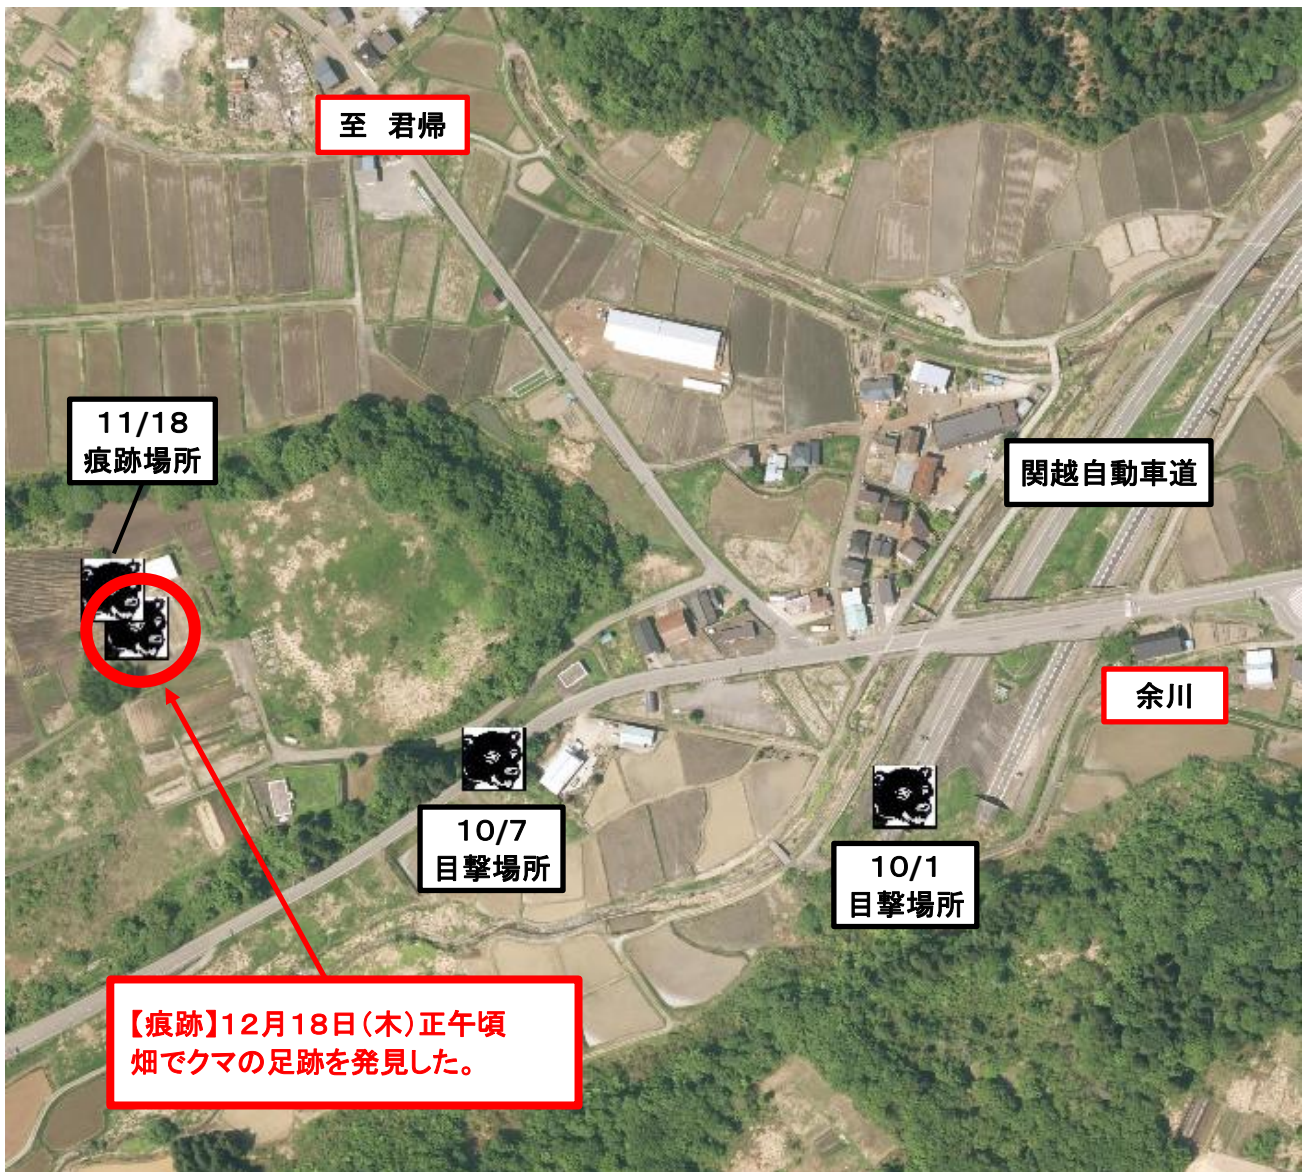 至　君帰
11/18
痕跡場所
関越自動車道
余川
10/7
目撃場所
10/1
目撃場所
【痕跡】12月18日(木)正午頃
畑でクマの足跡を発見した。